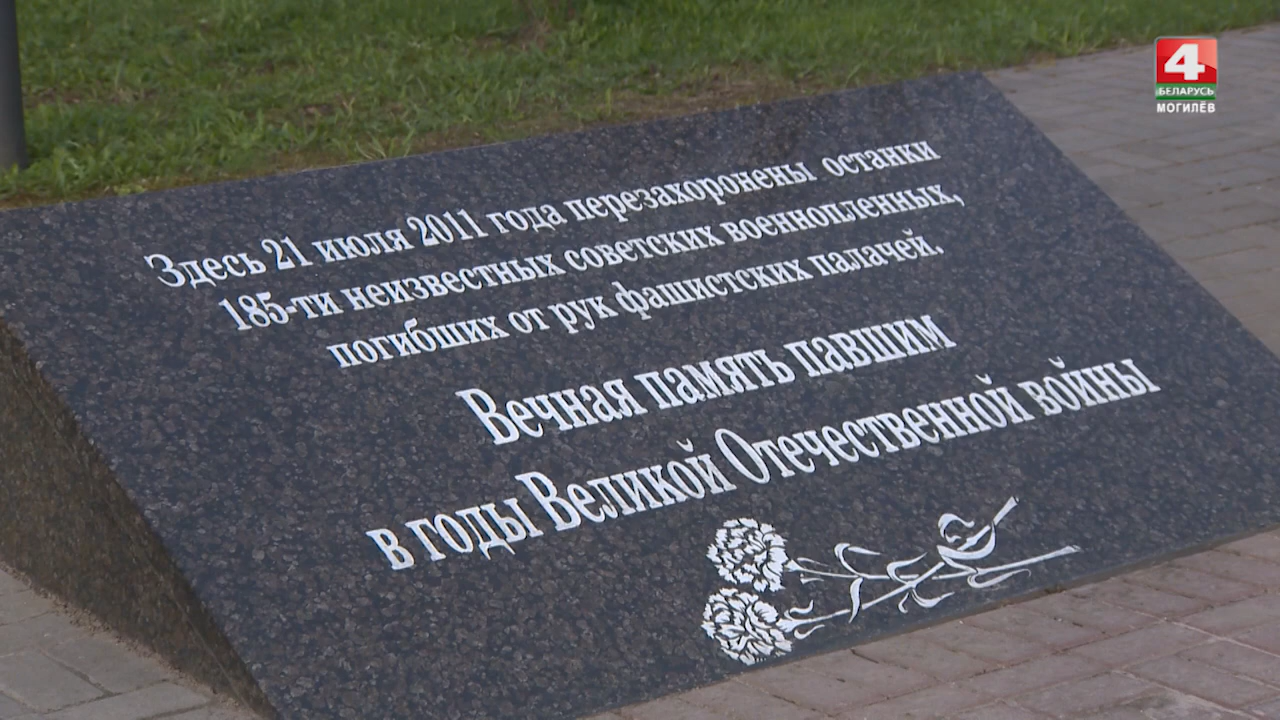 4
БЕЛАРУСЬ
МОГИЛЁВ
Здесь 21 июля 2011 года перезахоронены останки
185-ти неизвестных советских военнопленных,
погибших от рук фашистских палачей.
Вечная память павшим
в годы Великой Отечественной войны